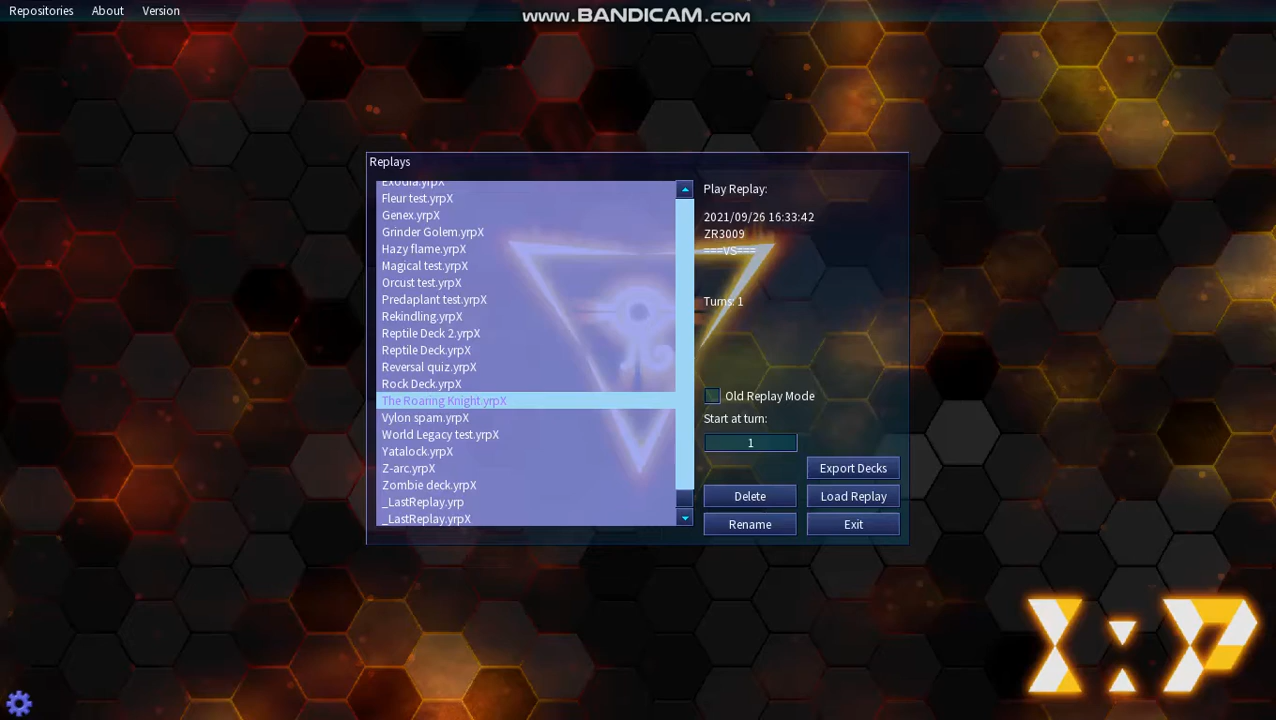 Repositories About Version
www.BANDICAM.com
Replays
Exodia.yrpX
Fleur test.yrpX
Genex.yrpX
Grinder Golem.yrpX
Hazy flame.yrpX
Magical test.yrpX
Orcust test.yrpX
Predaplant test.yrpX
Rekindling.yrpX
Reptile Deck 2.yrpX
Reptile Deck.yrpX
Reversal quiz.yrpX
Rock Deck.yrpX
The Roaring Knight.yrpX
Vylon spam.yrpX
World Legacy test.yrpX
Yatalock.yrpX
Z-arc.yrpX
Zombie deck.yrpX
_LastReplay.yrp
_LastReplay.yrpX
Play Replay:
2021/09/26 16:33:42
ZR3009
===VS===
Turns: 1
Old Replay Mode
Start at turn:
1
Export Decks
Delete Load Replay
Rename Exit